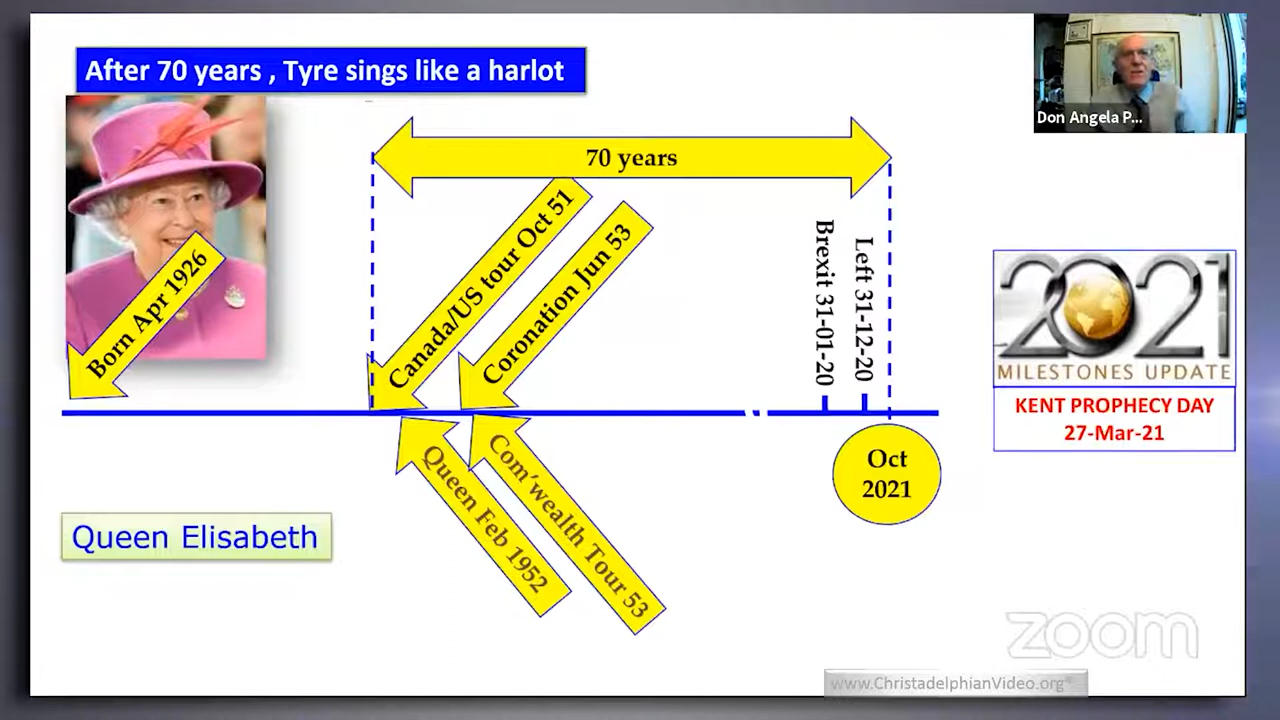 After 70 years , Tyre sings like a harlot
Don Angela P...
70 years
Born Apr 1926
Canada/US tour Oct 51
Coronation Jun 53
Brexit 31-01-20
Left 31-12-20
2021
MILESTONES UPDATE
KENT PROPHECY DAY
27-Mar-21
Queen Feb 1952
Com'wealth Tour 53
Oct
2021
Queen Elisabeth
zoom
www.ChristadelphianVideo.org